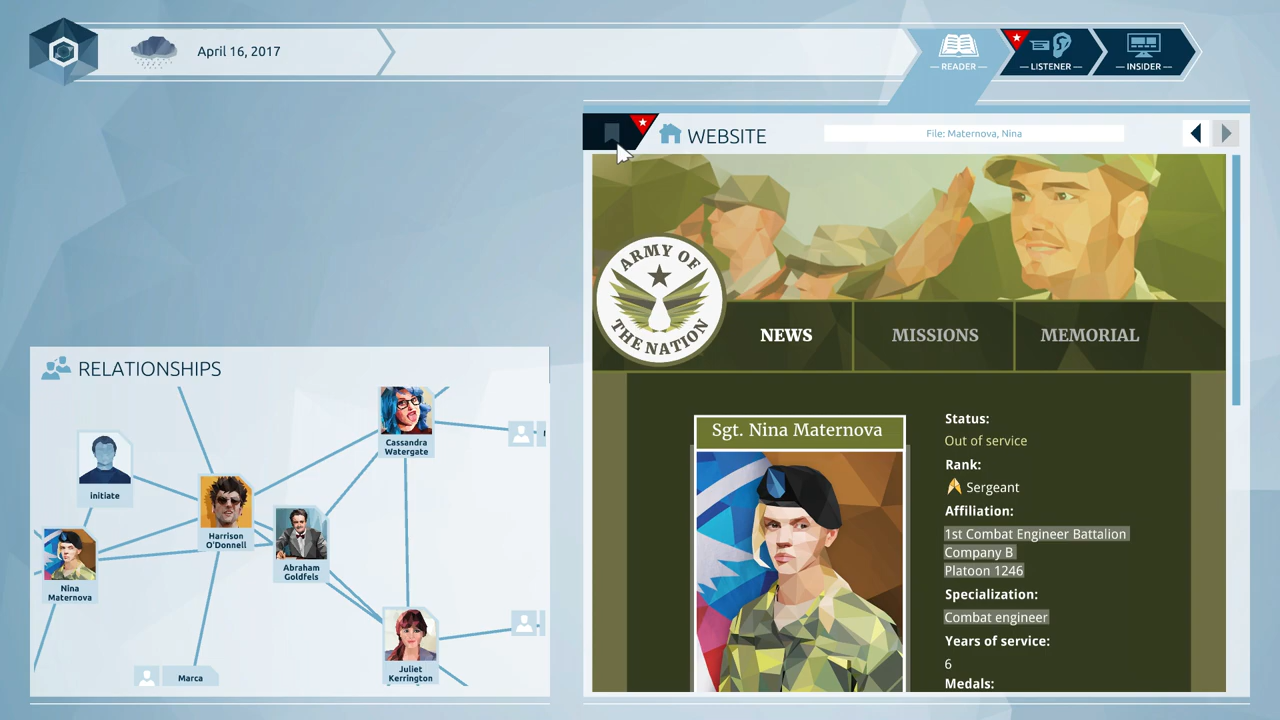 April 16, 2017
— READER —
— LISTENER —
— INSIDER —
WEBSITE
File: Maternova, Nina
ARMY OF
THE NATION
NEWS
MISSIONS
MEMORIAL
Sgt. Nina Maternova
Status:
Out of service
Rank:
Sergeant
Affiliation:
1st Combat Engineer Battalion
Company B
Platoon 1246
Specialization:
Combat engineer
Years of service:
6
Medals:
RELATIONSHIPS
Cassandra
Watergate
initiate
Harrison
O'Donnell
Abraham
Goldfels
Nina
Maternova
Juliet
Kerrington
Marca